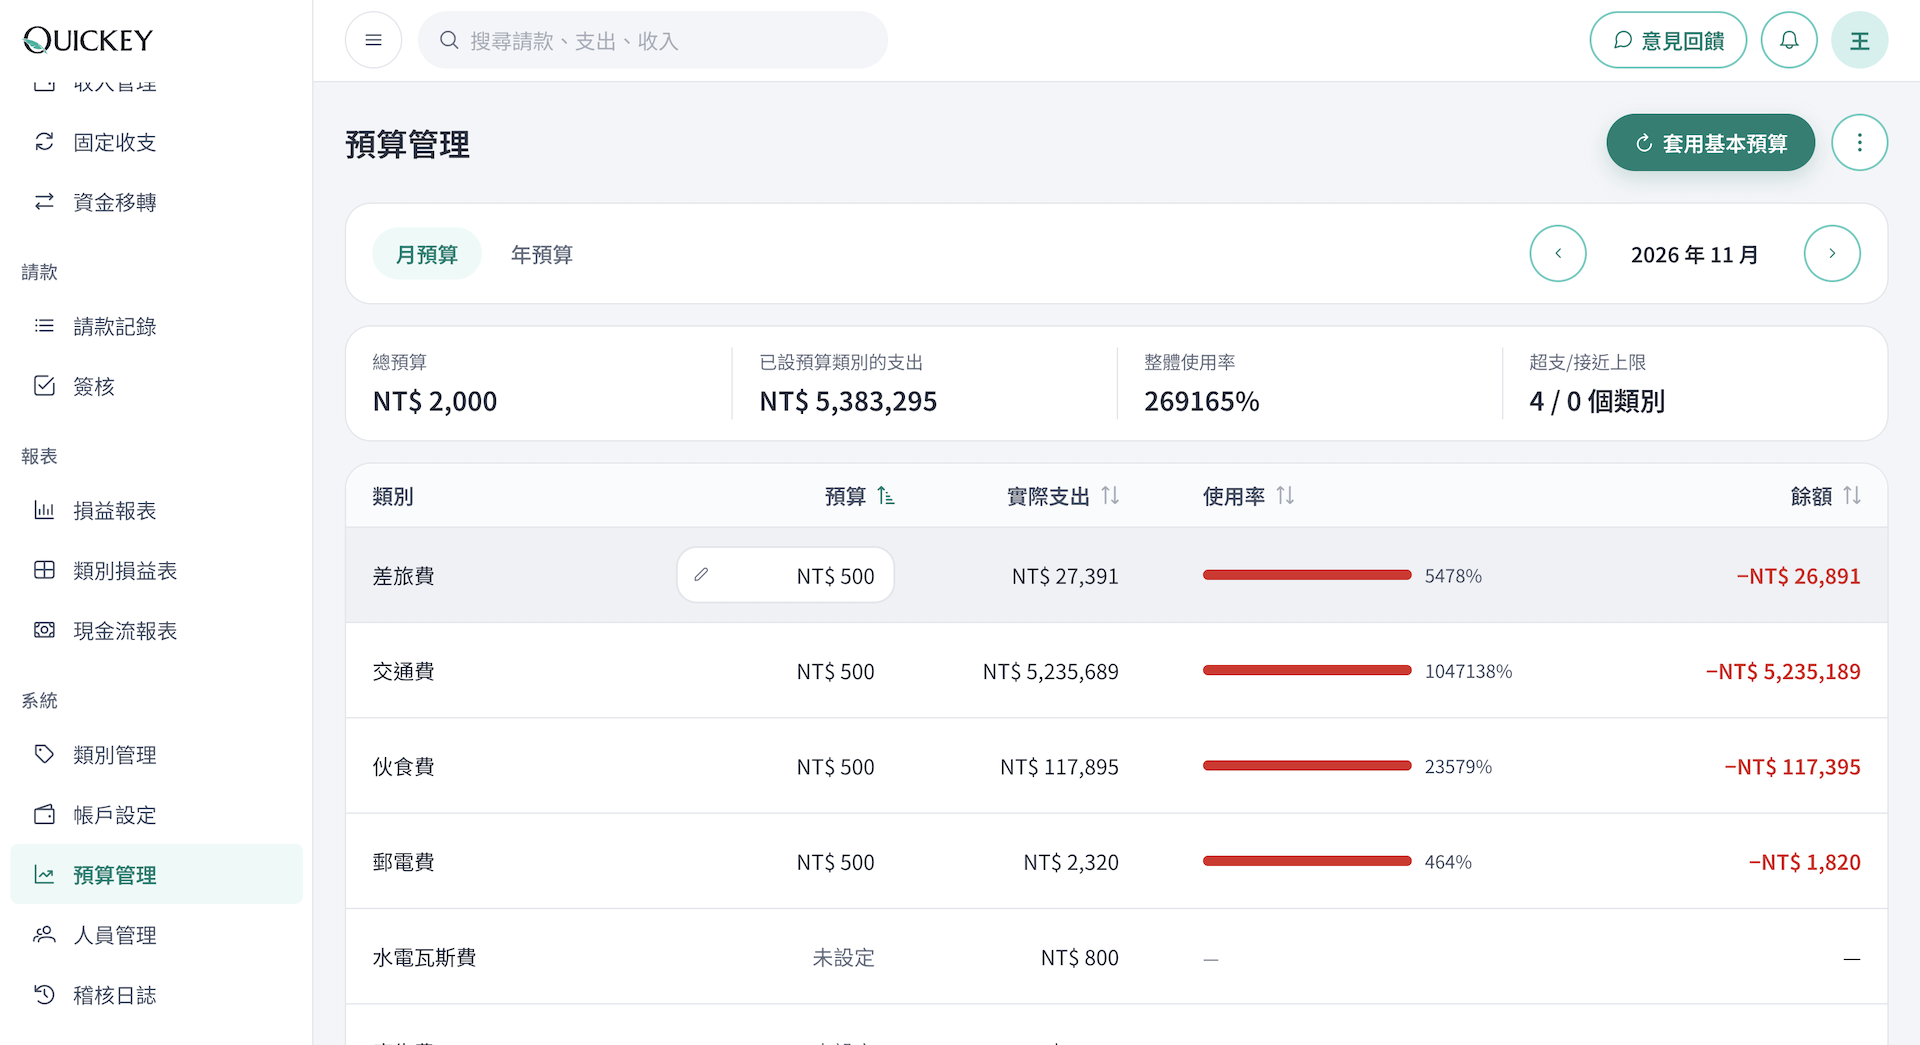 QUICKEY
搜尋請款、支出、收入
意見回饋
王
收入管理
固定收支
資金移轉
請款
請款記錄
簽核
報表
損益報表
類別損益表
現金流報表
系統
類別管理
帳戶設定
預算管理
人員管理
稽核日誌
預算管理
套用基本預算
月預算 年預算 2026 年 11 月
總預算 已設預算類別的支出 整體使用率 超支/接近上限
NT$ 2,000 NT$ 5,383,295 269165% 4 / 0 個類別
類別 預算 實際支出 使用率 餘額
差旅費 NT$ 500 NT$ 27,391 5478% −NT$ 26,891
交通費 NT$ 500 NT$ 5,235,689 1047138% −NT$ 5,235,189
伙食費 NT$ 500 NT$ 117,895 23579% −NT$ 117,395
郵電費 NT$ 500 NT$ 2,320 464% −NT$ 1,820
水電瓦斯費 未設定 NT$ 800 — —